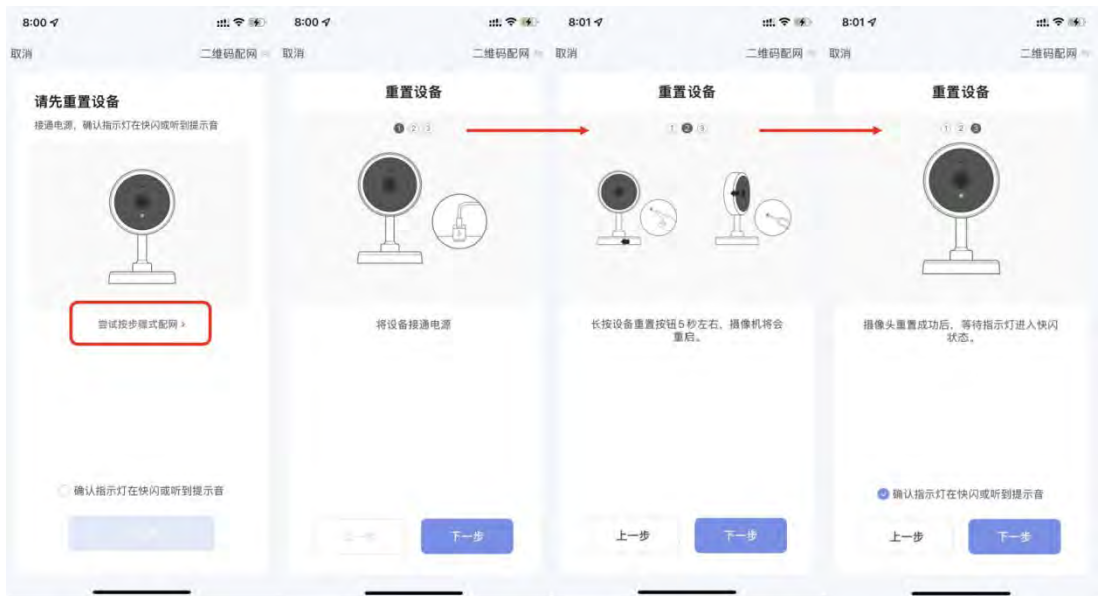 8:00
取消
二维码配网
请先重置设备
接通电源，确认指示灯在快闪或听到提示音
尝试按步骤式配网 ›
确认指示灯在快闪或听到提示音
8:00
取消
二维码配网
重置设备
1 2 3
将设备接通电源
上一步
下一步
8:01
取消
二维码配网
重置设备
1 2 3
长按设备重置按钮5秒左右，摄像机将会
重启。
上一步
下一步
8:01
取消
二维码配网
重置设备
1 2 3
摄像头重置成功后，等待指示灯进入快闪
状态。
确认指示灯在快闪或听到提示音
上一步
下一步